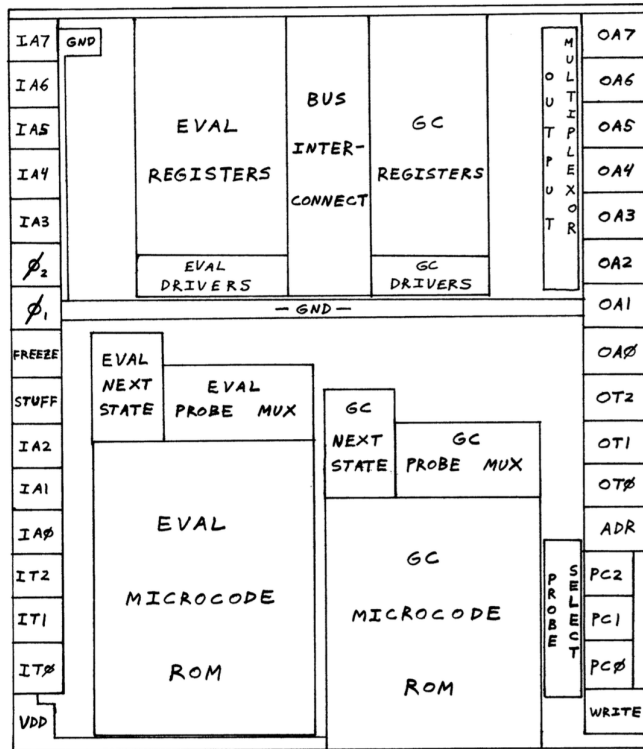 IA7
IA6
IA5
IA4
IA3
Ø₂
Ø₁
FREEZE
STUFF
IA2
IA1
IAØ
IT2
IT1
ITØ
VDD
GND
EVAL
REGISTERS
EVAL
DRIVERS
BUS
INTER-
CONNECT
GC
REGISTERS
GC
DRIVERS
OUTPUT
MULTIPLEXOR
— GND —
EVAL
NEXT
STATE
EVAL
PROBE MUX
EVAL
MICROCODE
ROM
GC
NEXT
STATE
GC
PROBE MUX
GC
MICROCODE
ROM
PROBE
SELECT
OA7
OA6
OA5
OA4
OA3
OA2
OA1
OAØ
OT2
OT1
OTØ
ADR
PC2
PC1
PCØ
WRITE